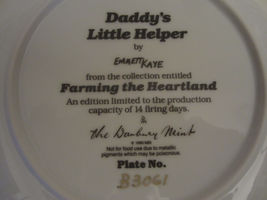 Daddy's
Little Helper
by
EMMETT KAYE
from the collection entitled
Farming the Heartland
An edition limited to the production
capacity of 14 firing days.
&
the Danbury Mint
Not for food use due to metallic
pigments which may be poisonous.
Plate No.
B3061